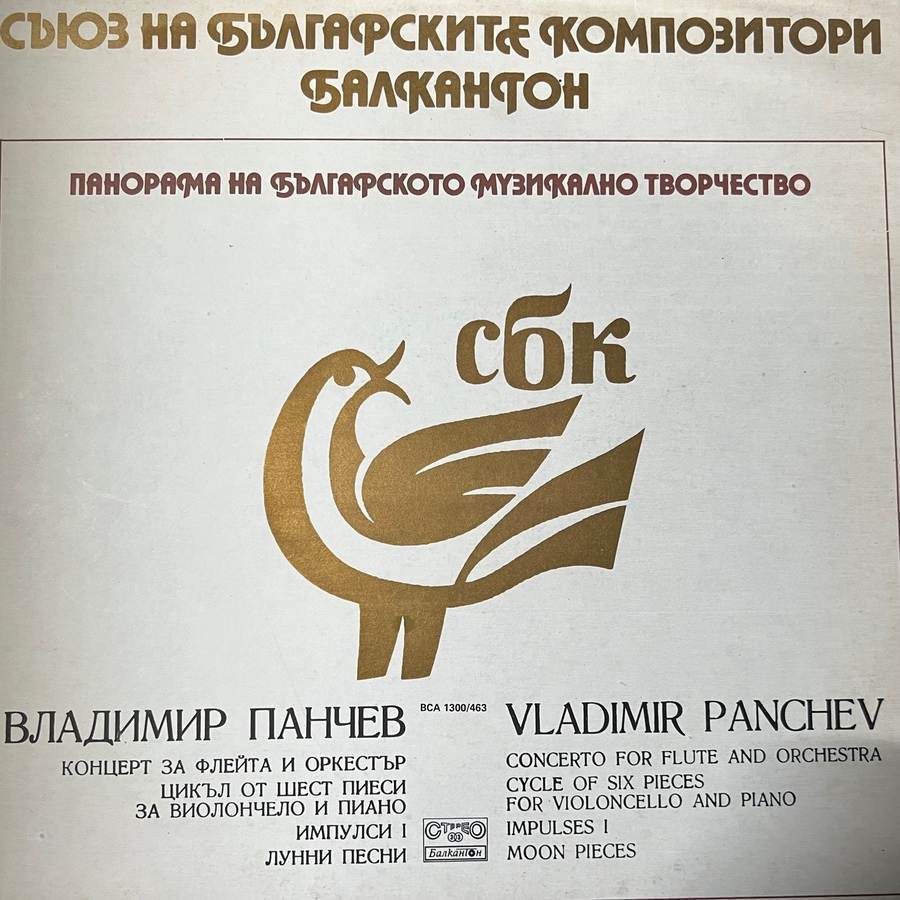 СЪЮЗ НА БЪЛГАРСКИТЕ КОМПОЗИТОРИ
БАЛКАНТОН
ПАНОРАМА НА БЪЛГАРСКОТО МУЗИКАЛНО ТВОРЧЕСТВО
сбк
ВЛАДИМИР ПАНЧЕВ
КОНЦЕРТ ЗА ФЛЕЙТА И ОРКЕСТЪР
ЦИКЪЛ ОТ ШЕСТ ПИЕСИ
ЗА ВИОЛОНЧЕЛО И ПИАНО
ИМПУЛСИ I
ЛУННИ ПЕСНИ
ВСА 1300/463
СТЕРЕО
33
Балкантон
VLADIMIR PANCHEV
CONCERTO FOR FLUTE AND ORCHESTRA
CYCLE OF SIX PIECES
FOR VIOLONCELLO AND PIANO
IMPULSES I
MOON PIECES